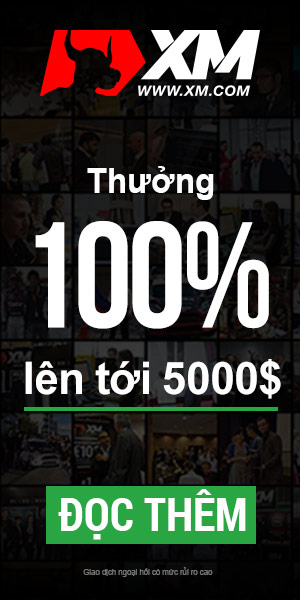 XM
WWW.XM.COM
Thưởng
100%
lên tới 5000$
ĐỌC THÊM
Giao dịch ngoại hối có mức rủi ro cao